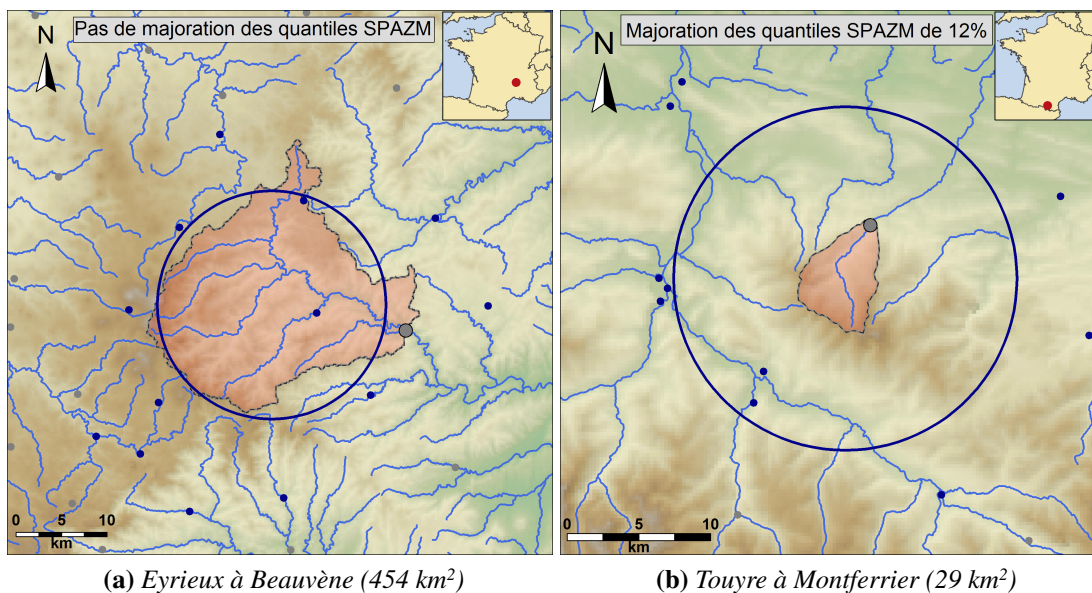 Pas de majoration des quantiles SPAZM
N
0 5 10
km
(a) Eyrieux à Beauvène (454 km²)
Majoration des quantiles SPAZM de 12%
N
0 5 10
km
(b) Touyre à Montferrier (29 km²)